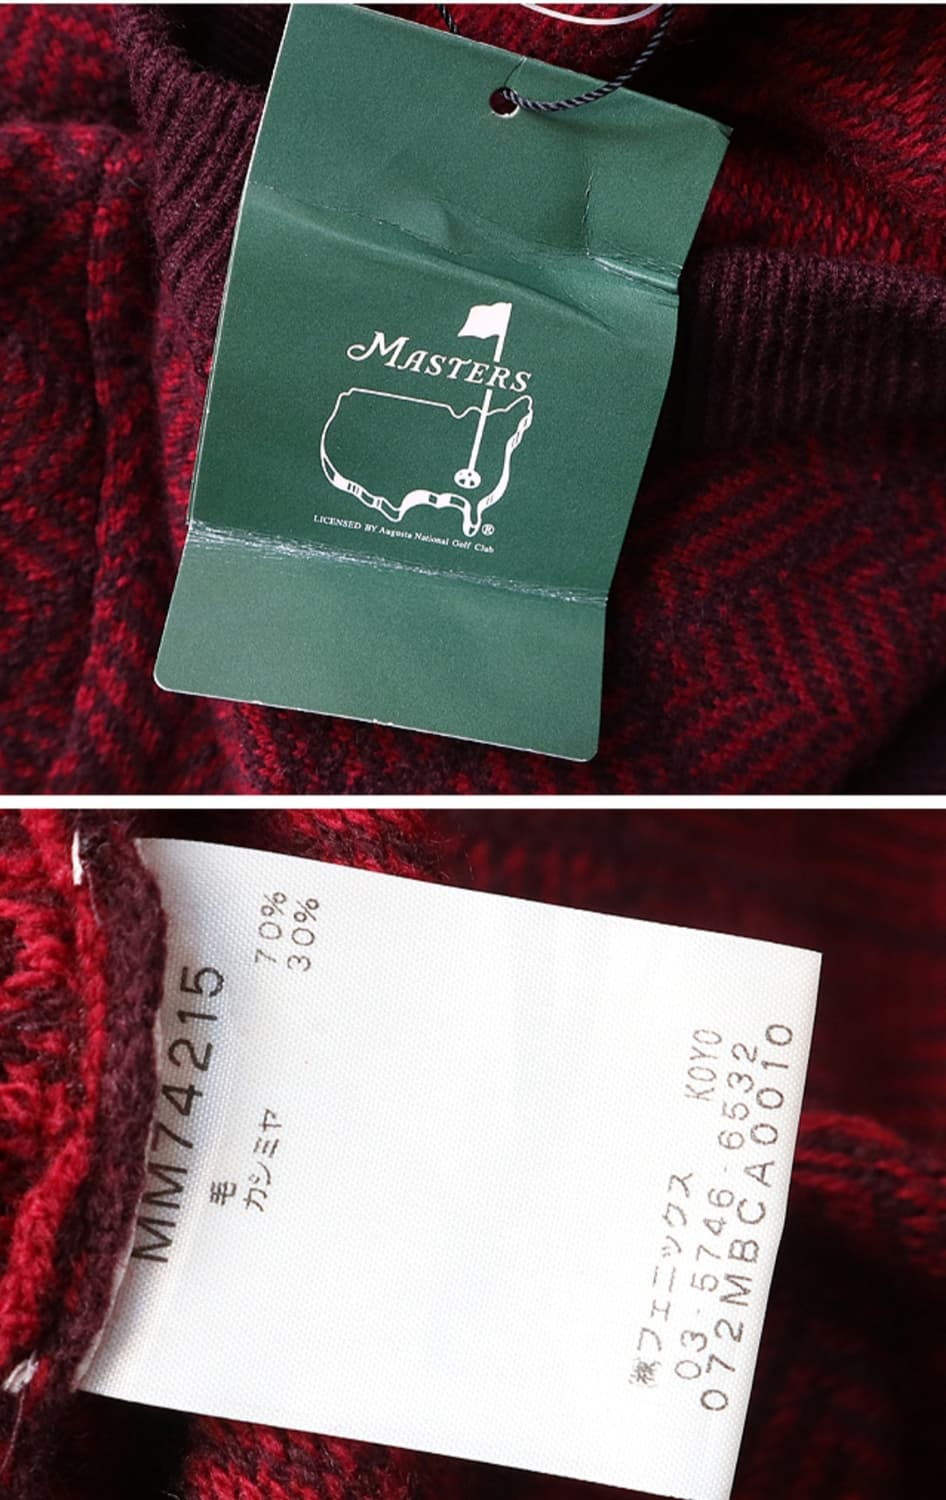 MASTERS
®
LICENSED BY Augusta National Golf Club
MM74215
毛 70%
カシミヤ 30%
㈱フェニックス KOYO
03-5746-6532
072MBCA0010